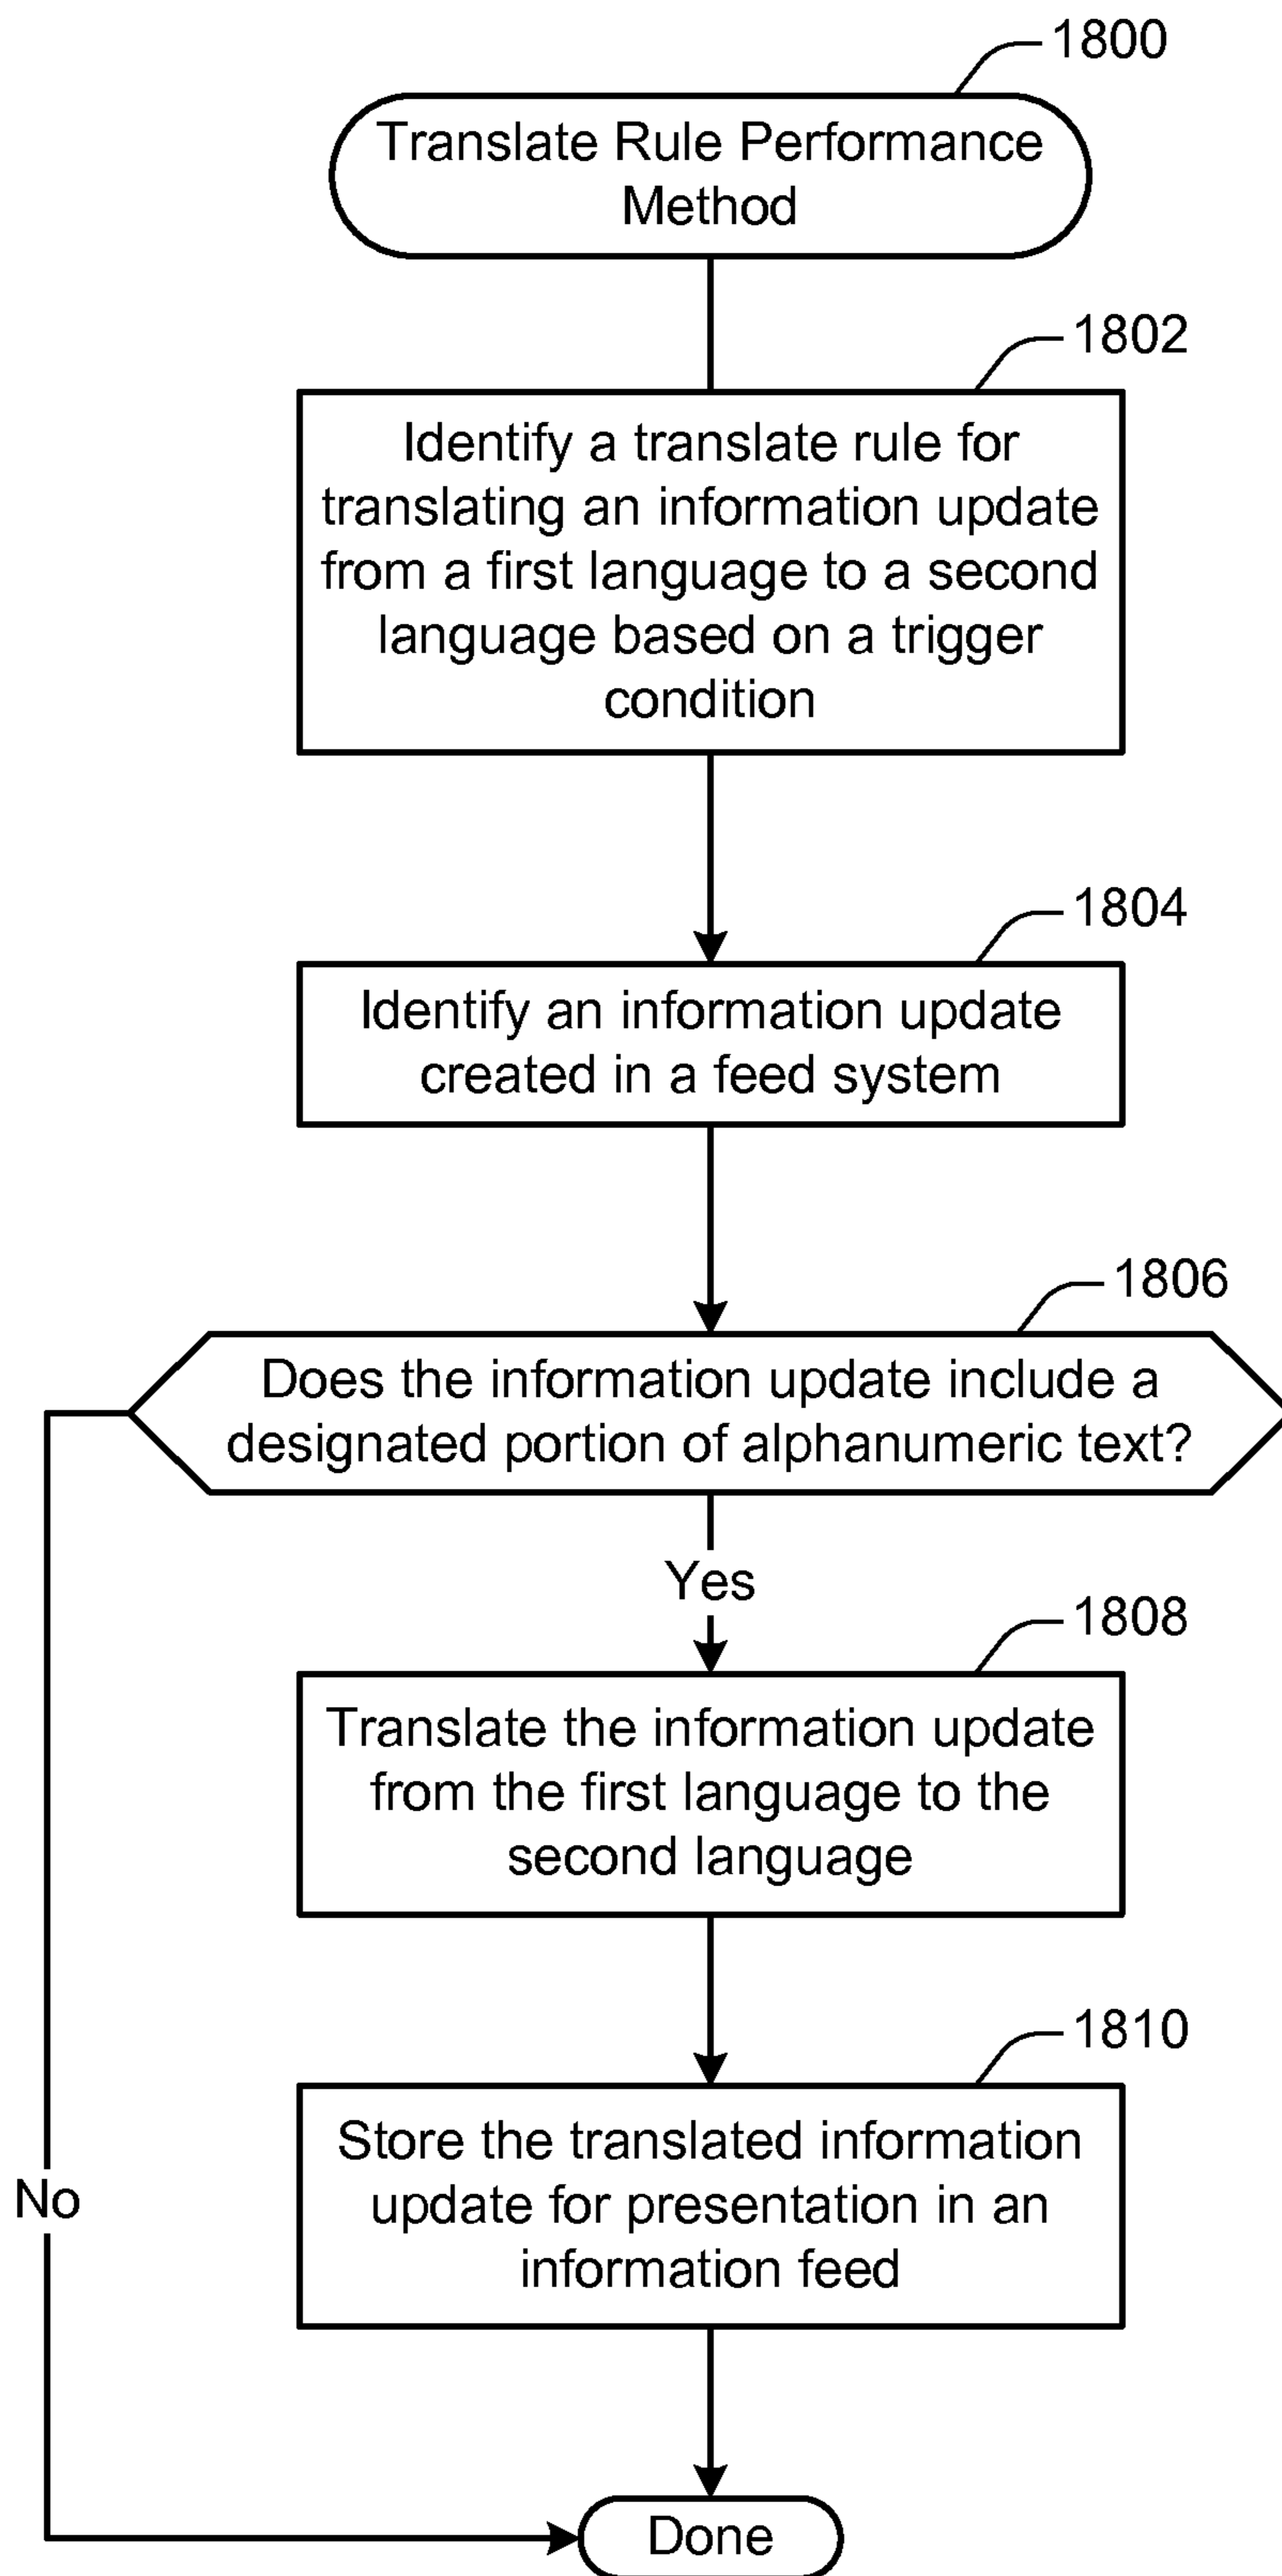 1800
Translate Rule Performance
Method
1802
Identify a translate rule for
translating an information update
from a first language to a second
language based on a trigger
condition
1804
Identify an information update
created in a feed system
1806
Does the information update include a
designated portion of alphanumeric text?
Yes
1808
Translate the information update
from the first language to the
second language
1810
Store the translated information
update for presentation in an
information feed
No
Done